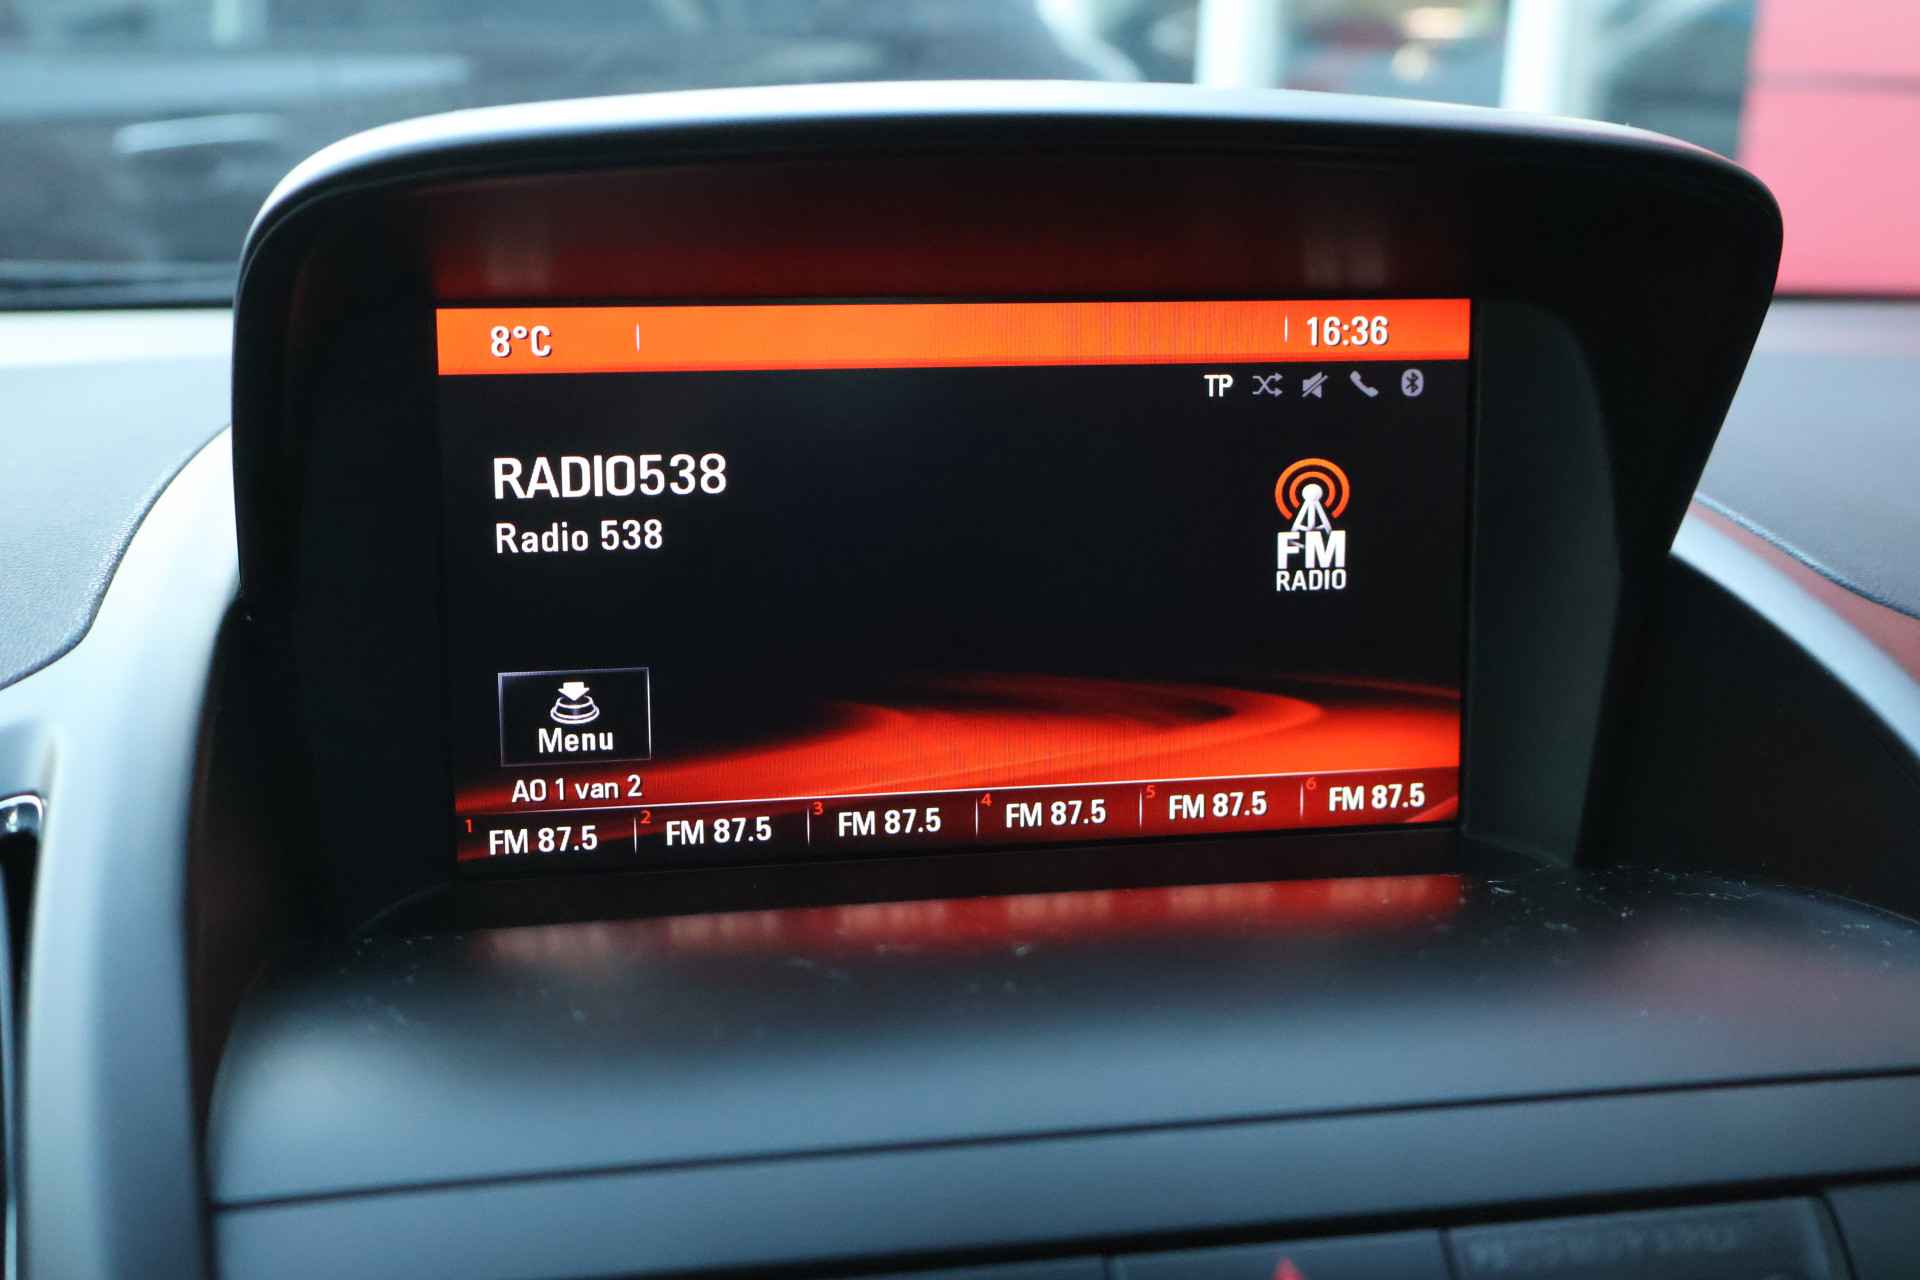 8°C 16:36
TP
RADIO538
Radio 538
FM
RADIO
Menu
AO 1 van 2
1 FM 87.5 2 FM 87.5 3 FM 87.5 4 FM 87.5 5 FM 87.5 6 FM 87.5